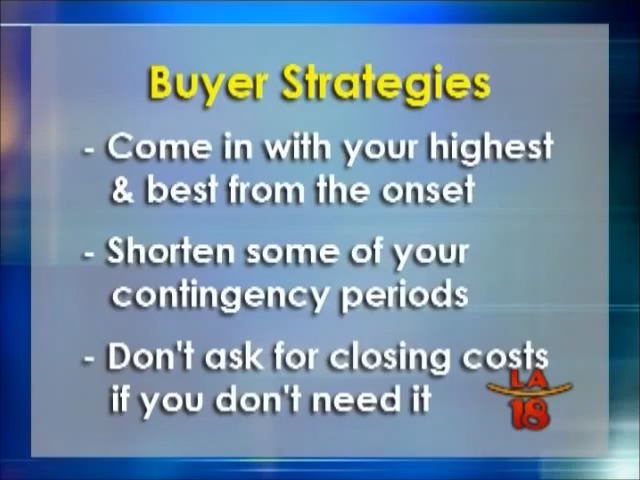 Buyer Strategies
- Come in with your highest
& best from the onset
- Shorten some of your
contingency periods
- Don't ask for closing costs
if you don't need it
LA
18